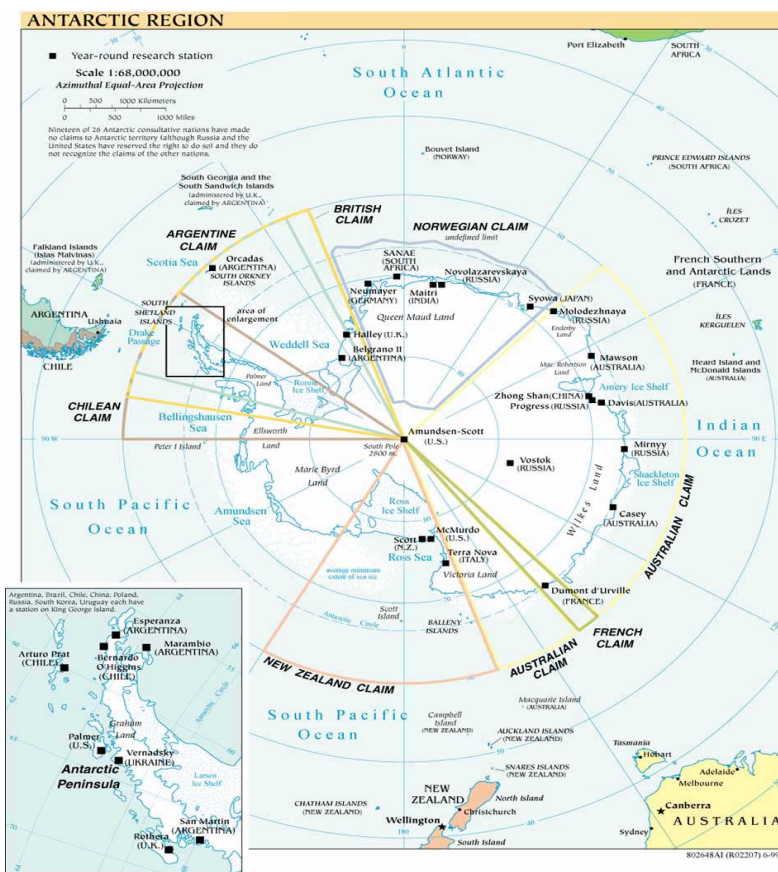 ANTARCTIC REGION
Year-round research station
Scale 1:68,000,000
Azimuthal Equal-Area Projection
0 500 1000 Kilometers
0 500 1000 Miles
Nineteen of 26 Antarctic consultative nations have made
no claims to Antarctic territory (although Russia and the
United States have reserved the right to do so) and they do
not recognize the claims of the other nations.
Port Elizabeth
SOUTH
AFRICA
South Atlantic
Ocean
Bouvet Island
(NORWAY)
PRINCE EDWARD ISLANDS
(SOUTH AFRICA)
ÎLES
CROZET
South Georgia and the
South Sandwich Islands
(administered by U.K.,
claimed by ARGENTINA)
BRITISH
CLAIM
ARGENTINE
CLAIM
NORWEGIAN CLAIM
undefined limit
Scotia Sea
Orcadas
(ARGENTINA)
SOUTH ORKNEY
ISLANDS
SANAE
(SOUTH
AFRICA)
Novolazarevskaya
(RUSSIA)
Neumayer
(GERMANY)
Maitri
(INDIA)
Syowa (JAPAN)
Molodezhnaya
(RUSSIA)
French Southern
and Antarctic Lands
(FRANCE)
Falkland Islands
(Islas Malvinas)
(administered by U.K.,
claimed by ARGENTINA)
SOUTH
SHETLAND
ISLANDS
area of
enlargement
Queen Maud Land
Enderby
Land
ÎLES
KERGUELEN
ARGENTINA
Ushuaia
Drake
Passage
Weddell Sea
Halley (U.K.)
Belgrano II
(ARGENTINA)
Mac. Robertson
Land
Mawson
(AUSTRALIA)
Heard Island and
McDonald Islands
(AUSTRALIA)
CHILE
Palmer
Land
Ronne
Ice Shelf
Amery Ice Shelf
Zhong Shan (CHINA)
Progress (RUSSIA)
Davis (AUSTRALIA)
CHILEAN
CLAIM
Bellingshausen
Sea
Ellsworth
Land
Amundsen-Scott
(U.S.)
Indian
Ocean
90 W
90 E
Peter I Island
South Pole
2800 m.
Mirnyy
(RUSSIA)
Vostok
(RUSSIA)
Marie Byrd
Land
Shackleton
Ice Shelf
South Pacific
Ocean
Amundsen
Sea
Ross
Ice Shelf
Wilkes Land
Casey
(AUSTRALIA)
AUSTRALIAN CLAIM
McMurdo
(U.S.)
Scott
(N.Z.)
Ross Sea
Terra Nova
(ITALY)
average minimum
extent of sea ice
Victoria Land
Dumont d'Urville
(FRANCE)
Scott
Island
Antarctic Circle
BALLENY
ISLANDS
FRENCH
CLAIM
AUSTRALIAN
CLAIM
NEW ZEALAND CLAIM
Argentina, Brazil, Chile, China, Poland,
Russia, South Korea, Uruguay each have
a station on King George Island.
Esperanza
(ARGENTINA)
Marambio
(ARGENTINA)
Arturo Prat
(CHILE)
Bernardo
O'Higgins
(CHILE)
Antarctic Circle
Graham
Land
Palmer
(U.S.)
Vernadsky
(UKRAINE)
Antarctic
Peninsula
Larsen
Ice Shelf
San Martin
(ARGENTINA)
Rothera
(U.K.)
South Pacific
Ocean
Macquarie Island
(AUSTRALIA)
Campbell
Island
(NEW ZEALAND)
AUCKLAND ISLANDS
(NEW ZEALAND)
SNARES ISLANDS
(NEW ZEALAND)
Tasmania
Hobart
Adelaide
Melbourne
CHATHAM ISLANDS
(NEW ZEALAND)
NEW
ZEALAND
North Island
Christchurch
Wellington
South Island
180
Canberra
AUSTRALIA
Sydney
802648AI (R02207) 6-99